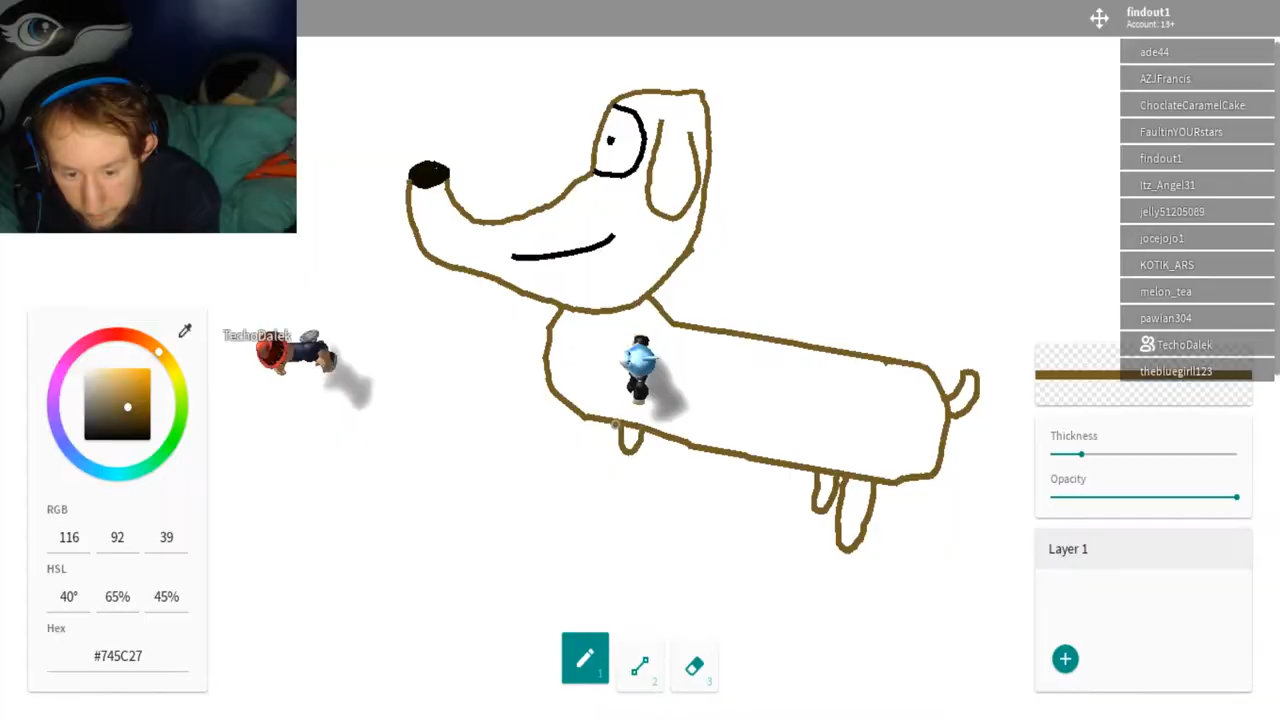 findout1
Account: 13+
ade44
AZJFrancis
ChoclateCaramelCake
FaultinYOURstars
findout1
Itz_Angel31
jelly51205089
jocejojo1
KOTIK_ARS
melon_tea
pawian304
TechoDalek
thebluegirll123
TechoDalek
RGB
116 92 39
HSL
40° 65% 45%
Hex
#745C27
Thickness
Opacity
Layer 1
1
2
3